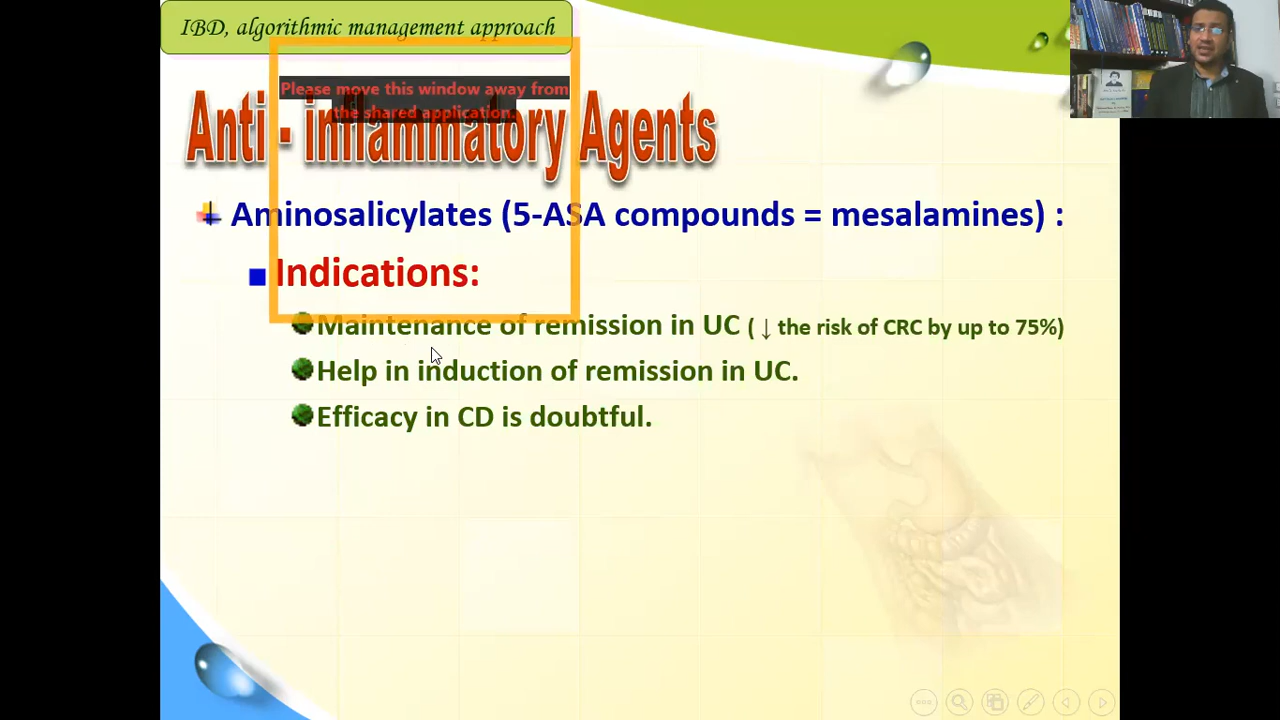 IBD, algorithmic management approach
Please move this window away from
the shared application.
Anti - inflammatory Agents
Aminosalicylates (5-ASA compounds = mesalamines) :
Indications:
Maintenance of remission in UC ( ↓ the risk of CRC by up to 75%)
Help in induction of remission in UC.
Efficacy in CD is doubtful.